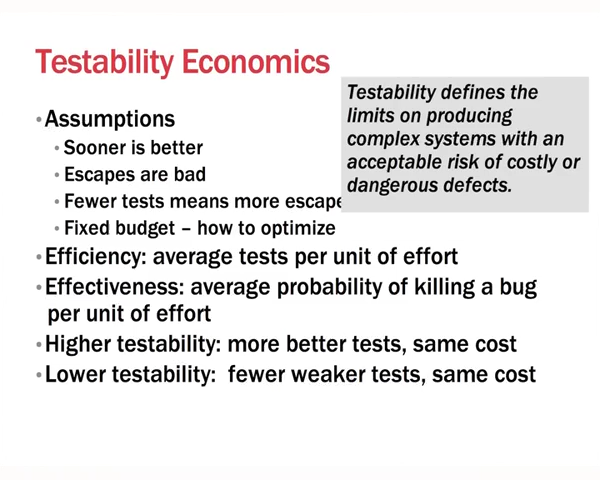 Testability Economics
Testability defines the
limits on producing
complex systems with an
acceptable risk of costly or
dangerous defects.
•Assumptions
• Sooner is better
• Escapes are bad
• Fewer tests means more escape
• Fixed budget – how to optimize
•Efficiency: average tests per unit of effort
•Effectiveness: average probability of killing a bug
per unit of effort
•Higher testability: more better tests, same cost
•Lower testability: fewer weaker tests, same cost